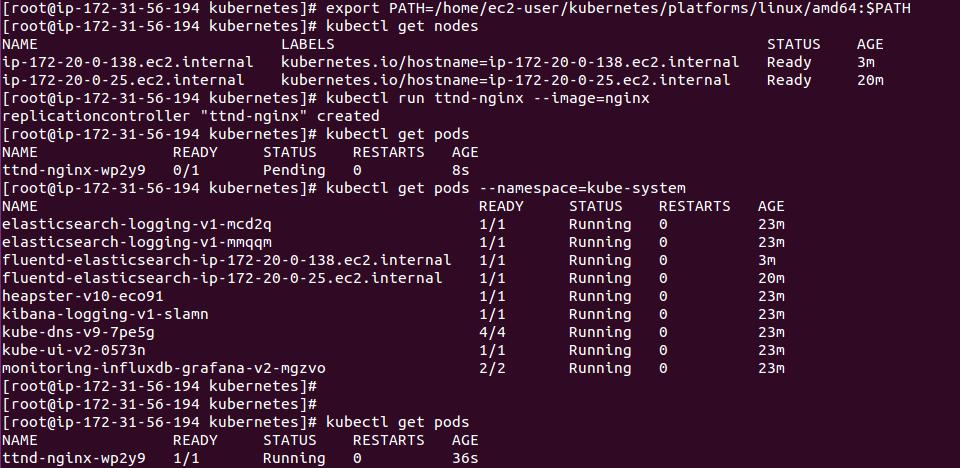 [root@ip-172-31-56-194 kubernetes]# export PATH=/home/ec2-user/kubernetes/platforms/linux/amd64:$PATH
[root@ip-172-31-56-194 kubernetes]# kubectl get nodes
NAME                           LABELS                                                STATUS    AGE
ip-172-20-0-138.ec2.internal   kubernetes.io/hostname=ip-172-20-0-138.ec2.internal   Ready     3m
ip-172-20-0-25.ec2.internal    kubernetes.io/hostname=ip-172-20-0-25.ec2.internal    Ready     20m
[root@ip-172-31-56-194 kubernetes]# kubectl run ttnd-nginx --image=nginx
replicationcontroller "ttnd-nginx" created
[root@ip-172-31-56-194 kubernetes]# kubectl get pods
NAME               READY     STATUS    RESTARTS   AGE
ttnd-nginx-wp2y9   0/1       Pending   0          8s
[root@ip-172-31-56-194 kubernetes]# kubectl get pods --namespace=kube-system
NAME                                                 READY     STATUS    RESTARTS   AGE
elasticsearch-logging-v1-mcd2q                       1/1       Running   0          23m
elasticsearch-logging-v1-mmqqm                       1/1       Running   0          23m
fluentd-elasticsearch-ip-172-20-0-138.ec2.internal   1/1       Running   0          3m
fluentd-elasticsearch-ip-172-20-0-25.ec2.internal    1/1       Running   0          20m
heapster-v10-eco91                                   1/1       Running   0          23m
kibana-logging-v1-slamn                              1/1       Running   0          23m
kube-dns-v9-7pe5g                                    4/4       Running   0          23m
kube-ui-v2-0573n                                     1/1       Running   0          23m
monitoring-influxdb-grafana-v2-mgzvo                 2/2       Running   0          23m
[root@ip-172-31-56-194 kubernetes]#
[root@ip-172-31-56-194 kubernetes]#
[root@ip-172-31-56-194 kubernetes]# kubectl get pods
NAME               READY     STATUS    RESTARTS   AGE
ttnd-nginx-wp2y9   1/1       Running   0          36s